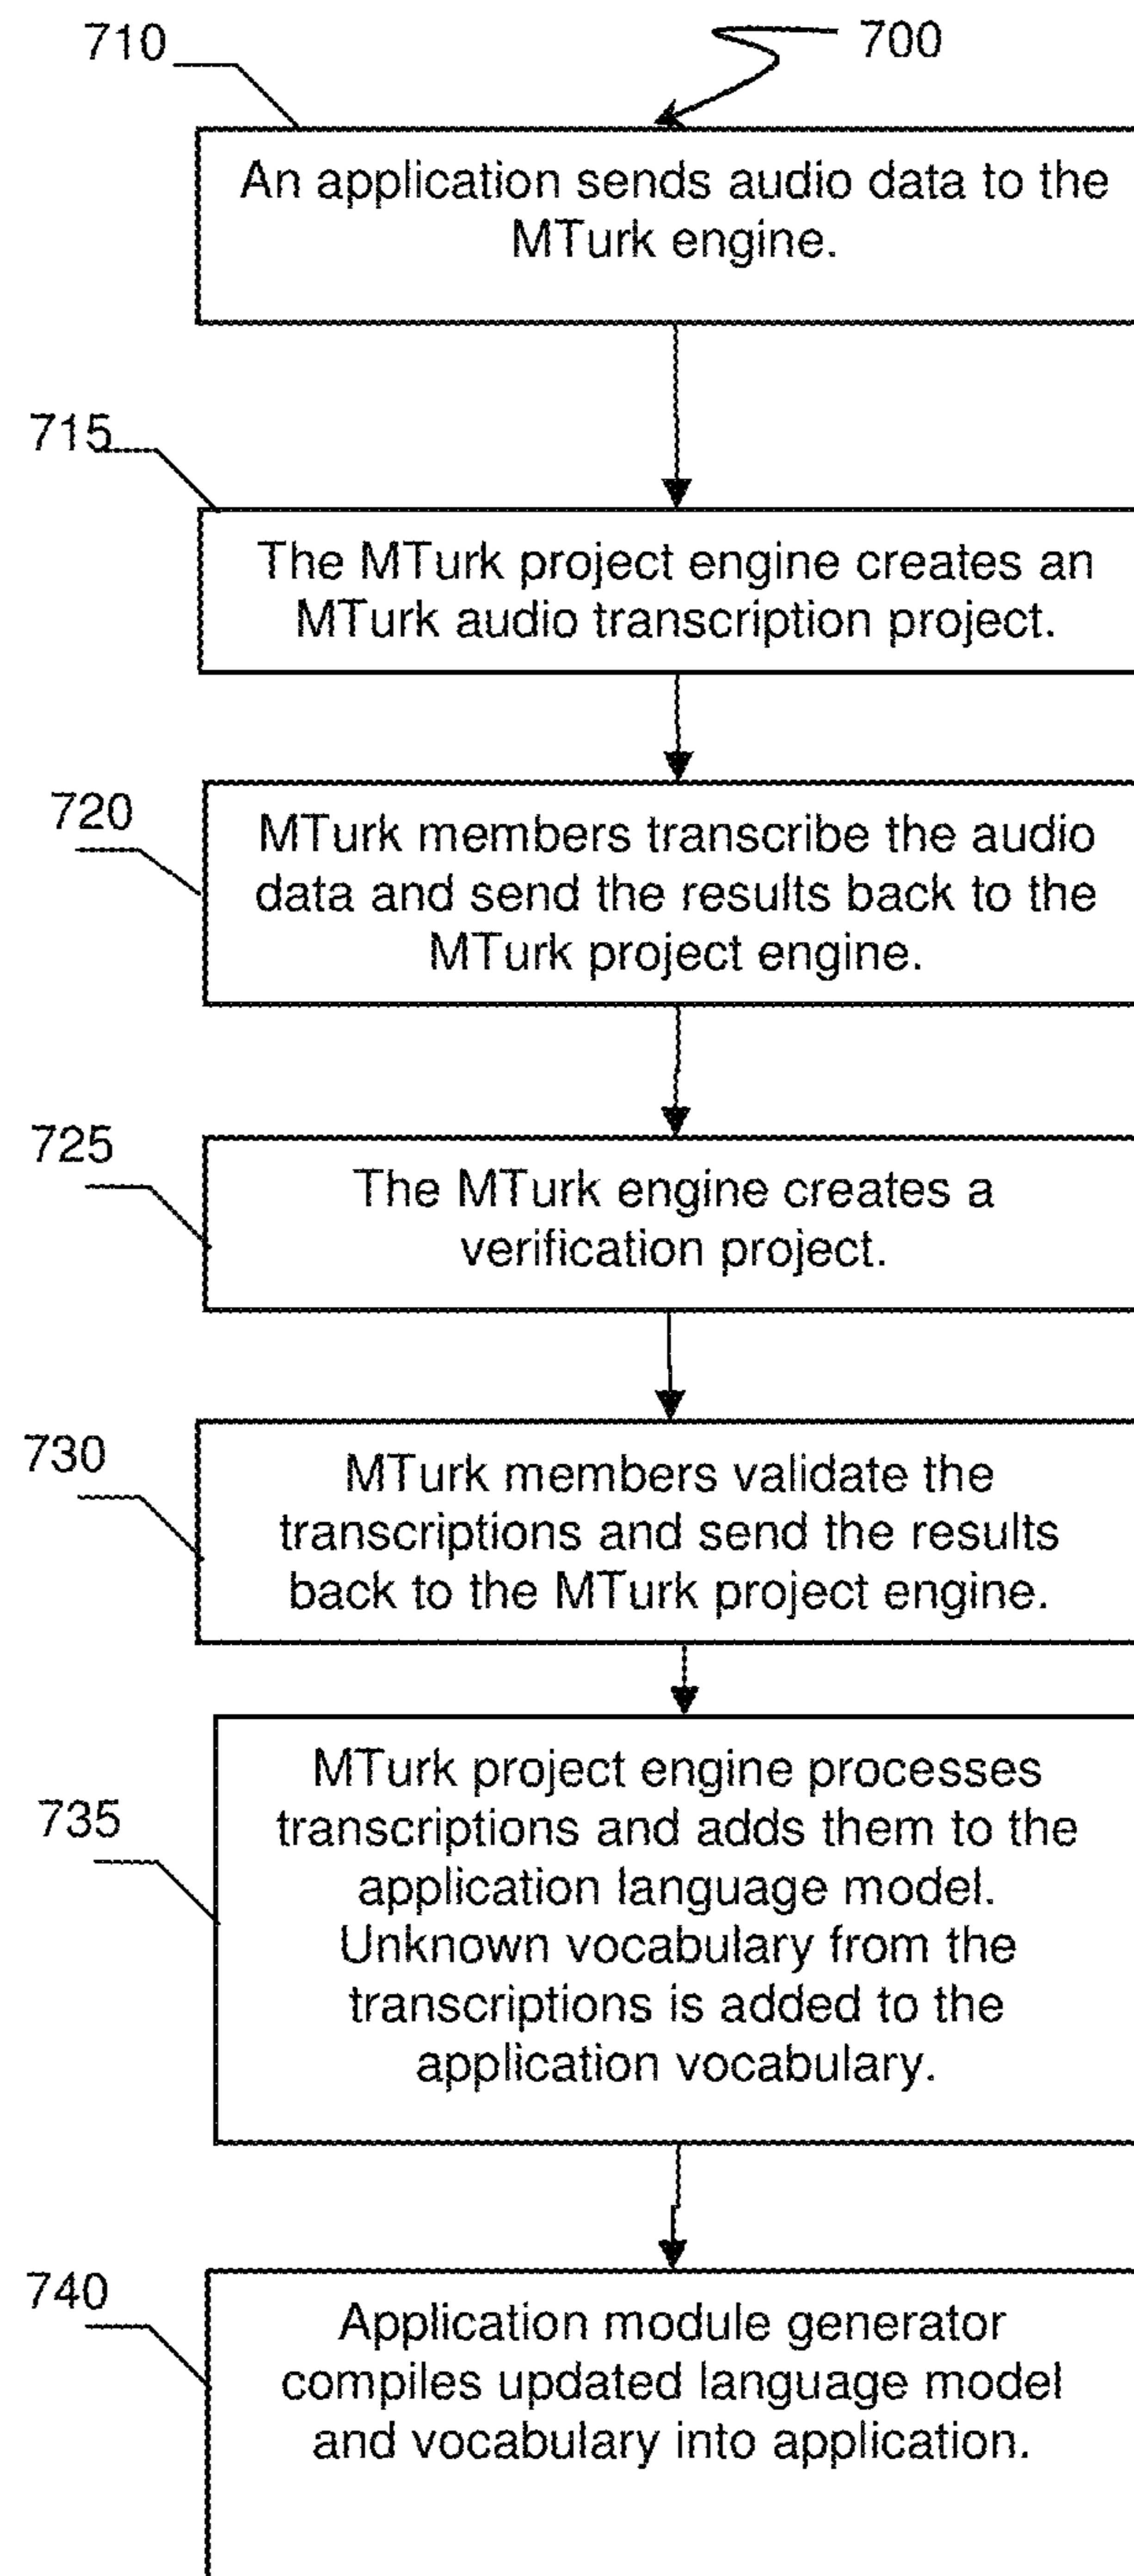 710
700
An application sends audio data to the
MTurk engine.
715
The MTurk project engine creates an
MTurk audio transcription project.
720
MTurk members transcribe the audio
data and send the results back to the
MTurk project engine.
725
The MTurk engine creates a
verification project.
730
MTurk members validate the
transcriptions and send the results
back to the MTurk project engine.
735
MTurk project engine processes
transcriptions and adds them to the
application language model.
Unknown vocabulary from the
transcriptions is added to the
application vocabulary.
740
Application module generator
compiles updated language model
and vocabulary into application.